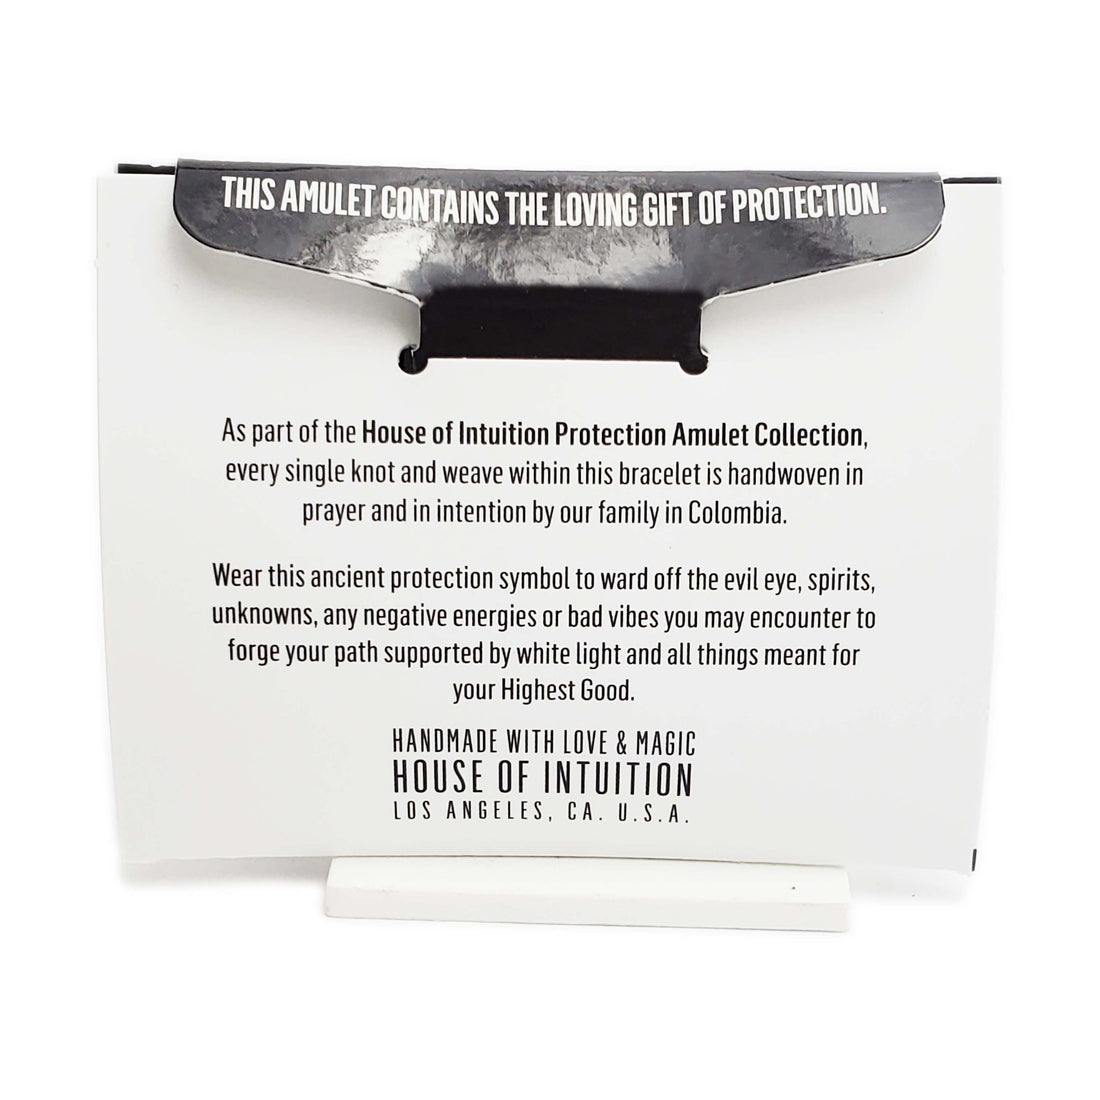 THIS AMULET CONTAINS THE LOVING GIFT OF PROTECTION.
As part of the House of Intuition Protection Amulet Collection,
every single knot and weave within this bracelet is handwoven in
prayer and in intention by our family in Colombia.
Wear this ancient protection symbol to ward off the evil eye, spirits,
unknowns, any negative energies or bad vibes you may encounter to
forge your path supported by white light and all things meant for
your Highest Good.
HANDMADE WITH LOVE & MAGIC
HOUSE OF INTUITION
LOS ANGELES, CA. U.S.A.